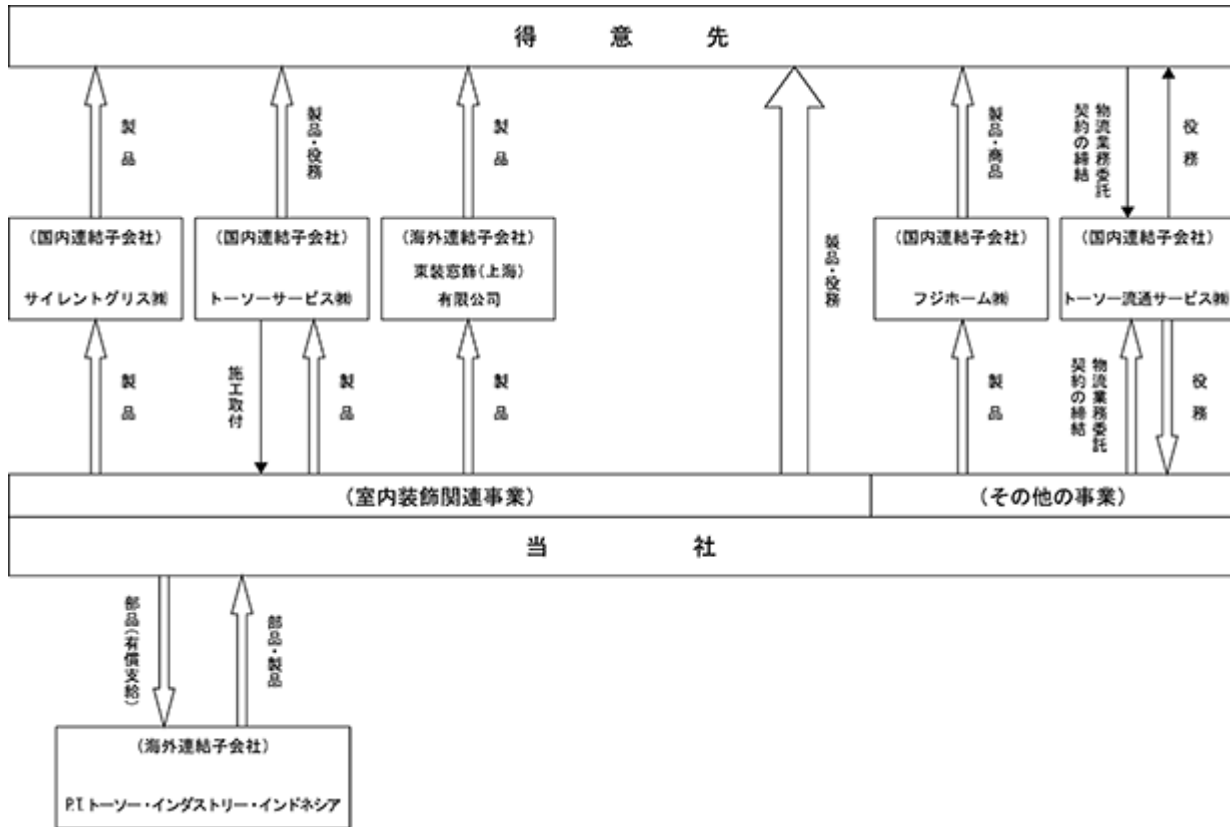 得意先
製品
製品・役務
製品
製品・役務
製品・商品
物流業務委託
契約の締結
役務
(国内連結子会社)
サイレントグリス㈱
(国内連結子会社)
トーソーサービス㈱
(海外連結子会社)
東装窓飾(上海)
有限公司
(国内連結子会社)
フジホーム㈱
(国内連結子会社)
トーソー流通サービス㈱
製品
施工取付
製品
製品
製品
物流業務委託
契約の締結
役務
(室内装飾関連事業)
(その他の事業)
当社
部品(有償支給)
部品・製品
(海外連結子会社)
P.T.トーソー・インダストリー・インドネシア